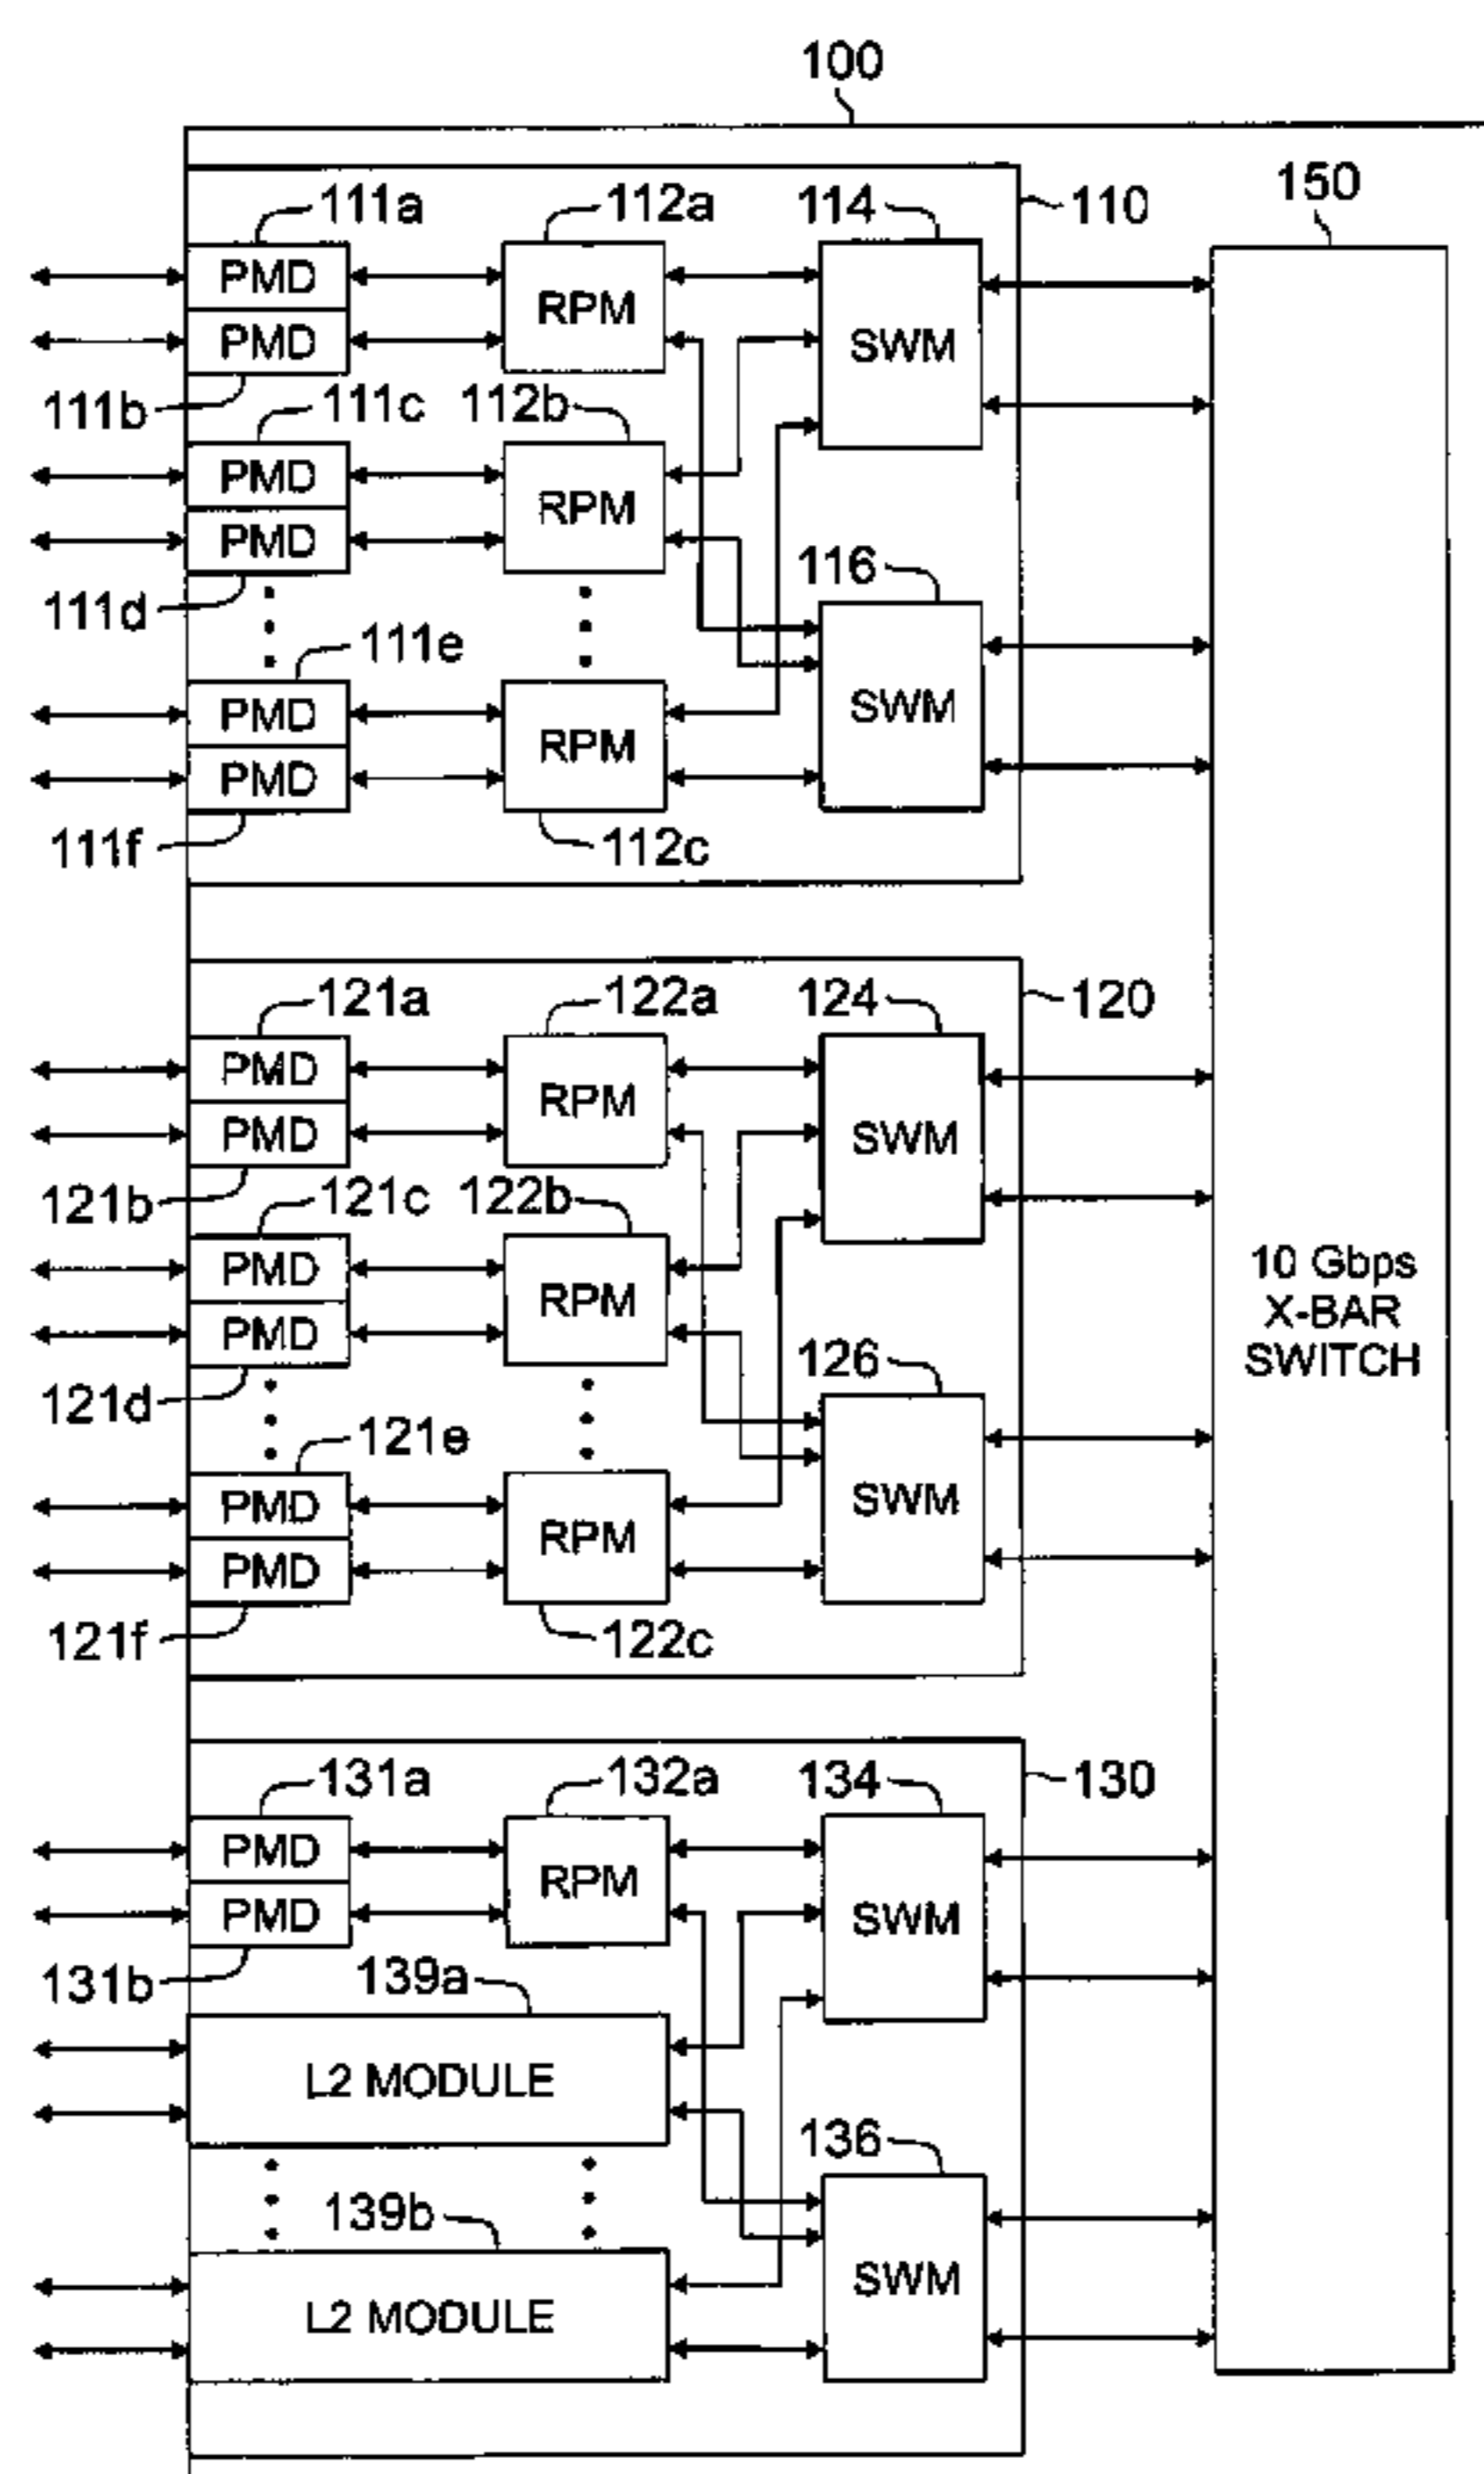 100
111a 112a 114 110 150
PMD
RPM
PMD
SWM
111b 111c 112b
PMD
RPM
PMD
116
111d
111e
PMD
SWM
RPM
PMD
111f 112c
121a 122a 124 120
PMD
RPM
PMD
SWM
121b 121c 122b
PMD
10 Gbps
X-BAR
SWITCH
RPM
PMD
126
121d
121e
PMD
SWM
RPM
PMD
121f 122c
131a 132a 134 130
PMD
RPM
PMD
SWM
131b 139a
L2 MODULE
136
139b
SWM
L2 MODULE